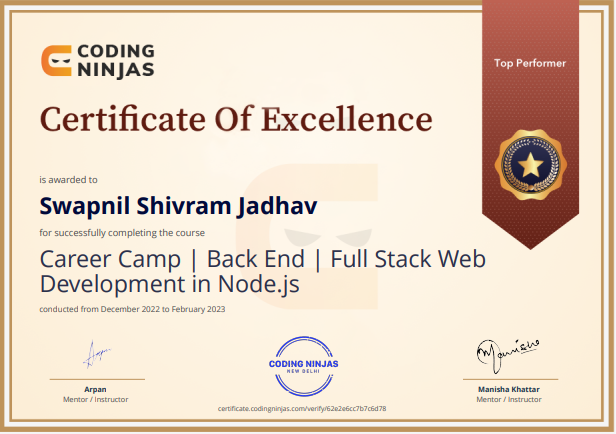 CODING
NINJAS
Top Performer
Certificate Of Excellence
is awarded to
Swapnil Shivram Jadhav
for successfully completing the course
Career Camp | Back End | Full Stack Web
Development in Node.js
conducted from December 2022 to February 2023
Arpan
Manisha
CODING NINJAS
NEW DELHI
Arpan
Mentor / Instructor
Manisha Khattar
Mentor / Instructor
certificate.codingninjas.com/verify/62e2e6cc7b7c6d78